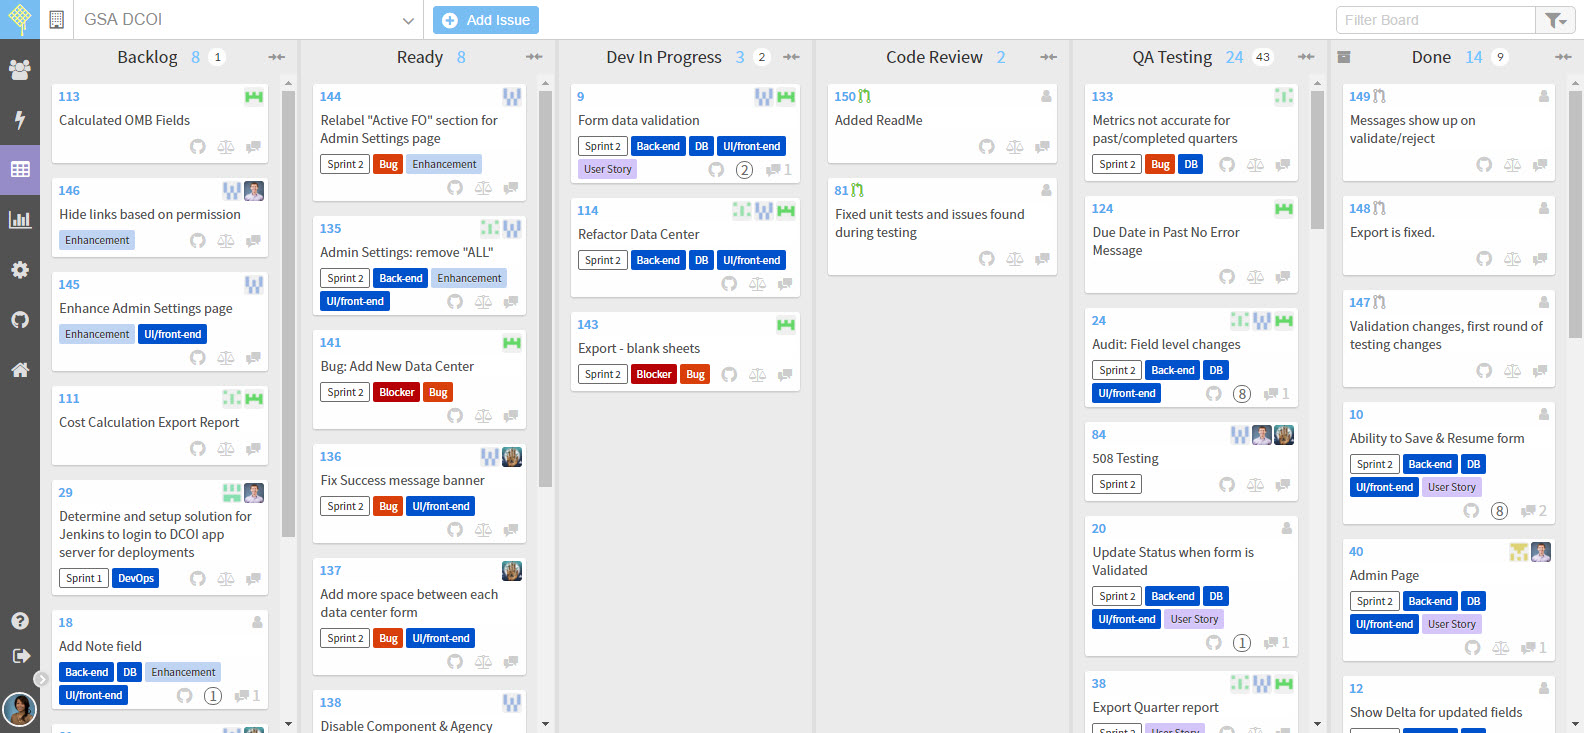 GSA DCOI
Add Issue
Filter Board
Backlog 8 1
113
Calculated OMB Fields
146
Hide links based on permission
Enhancement
145
Enhance Admin Settings page
Enhancement UI/front-end
111
Cost Calculation Export Report
29
Determine and setup solution for
Jenkins to login to DCOI app
server for deployments
Sprint 1 DevOps
18
Add Note field
Back-end DB Enhancement
UI/front-end 1 1
Ready 8
144
Relabel "Active FO" section for
Admin Settings page
Sprint 2 Bug Enhancement
135
Admin Settings: remove "ALL"
Sprint 2 Back-end Enhancement
UI/front-end
141
Bug: Add New Data Center
Sprint 2 Blocker Bug
136
Fix Success message banner
Sprint 2 Bug UI/front-end
137
Add more space between each
data center form
Sprint 2 Bug UI/front-end
138
Disable Component & Agency
Dev In Progress 3 2
9
Form data validation
Sprint 2 Back-end DB UI/front-end
User Story 2 1
114
Refactor Data Center
Sprint 2 Back-end DB UI/front-end
143
Export - blank sheets
Sprint 2 Blocker Bug
Code Review 2
150
Added ReadMe
81
Fixed unit tests and issues found
during testing
QA Testing 24 43
133
Metrics not accurate for
past/completed quarters
Sprint 2 Bug DB
124
Due Date in Past No Error
Message
24
Audit: Field level changes
Sprint 2 Back-end DB
UI/front-end 8 1
84
508 Testing
Sprint 2
20
Update Status when form is
Validated
Sprint 2 Back-end DB
UI/front-end User Story
1 1
38
Export Quarter report
Sprint 2 User Story
Done 14 9
149
Messages show up on
validate/reject
148
Export is fixed.
147
Validation changes, first round of
testing changes
10
Ability to Save & Resume form
Sprint 2 Back-end DB
UI/front-end User Story
8 2
40
Admin Page
Sprint 2 Back-end DB
UI/front-end User Story
1
12
Show Delta for updated fields
Sprint 2 Back-end DB